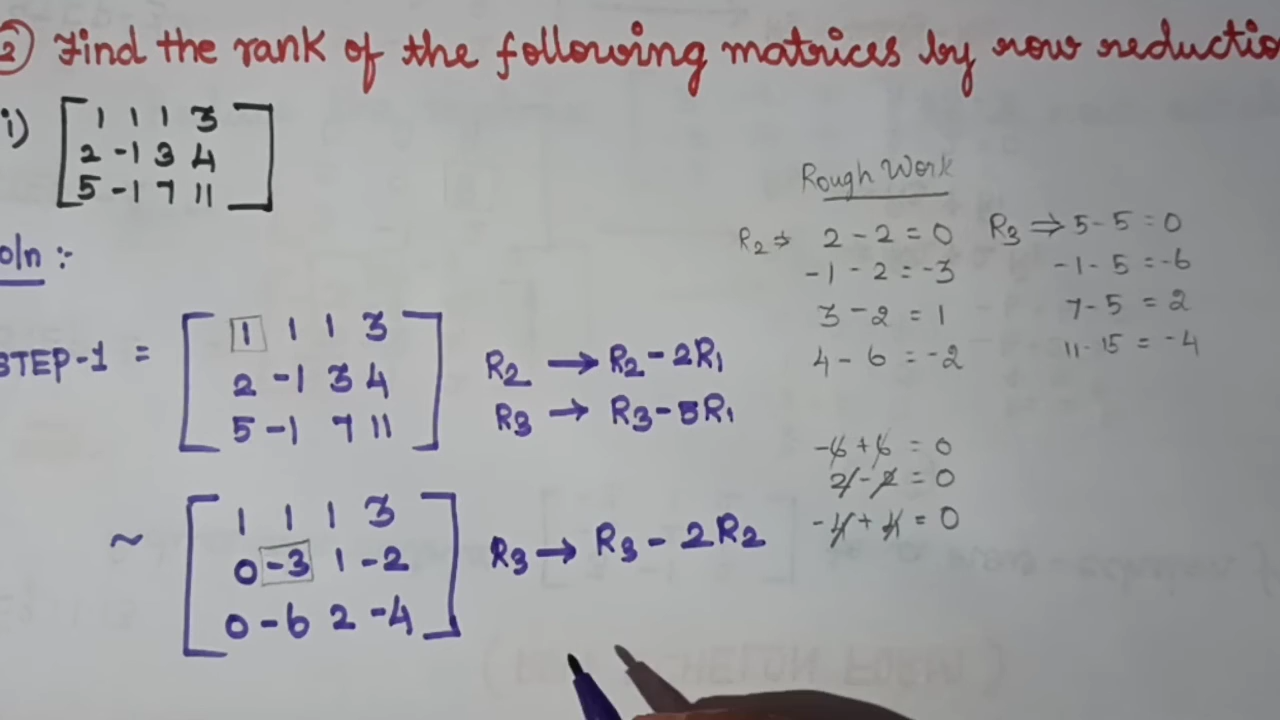 2) Find the rank of the following matrices by row reductio
i) [ 1 1 1 3
2 -1 3 4
5 -1 7 11 ]
oln :-
STEP-1 = [ 1 1 1 3
2 -1 3 4
5 -1 7 11 ]
R2 → R2 - 2R1
R3 → R3 - 5R1
~ [ 1 1 1 3
0 -3 1 -2
0 -6 2 -4 ]
R3 → R3 - 2R2
Rough Work
R2 ⇒ 2 - 2 = 0
-1 - 2 = -3
3 - 2 = 1
4 - 6 = -2
R3 ⇒ 5 - 5 = 0
-1 - 5 = -6
7 - 5 = 2
11 - 15 = -4
-6 + 6 = 0
2 - 2 = 0
-4 + 4 = 0